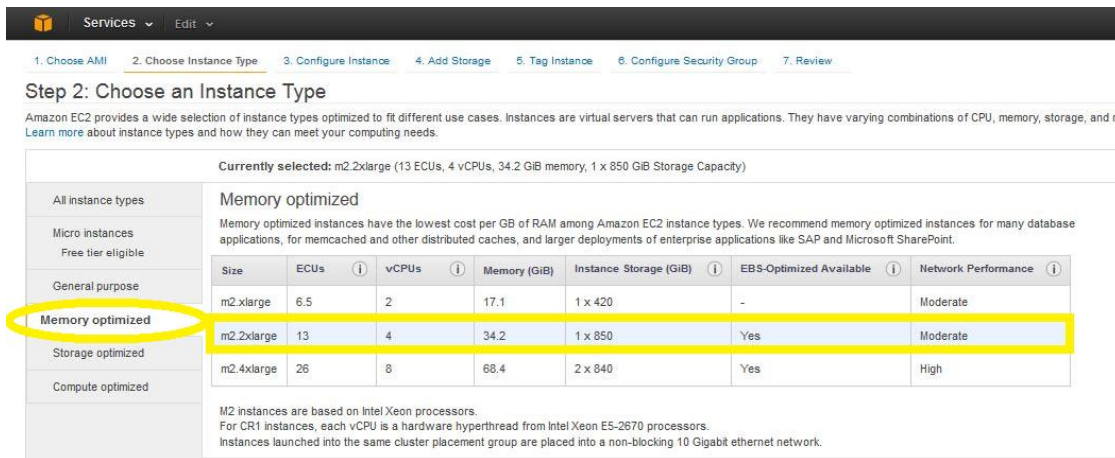 Services Edit
1. Choose AMI 2. Choose Instance Type 3. Configure Instance 4. Add Storage 5. Tag Instance 6. Configure Security Group 7. Review
Step 2: Choose an Instance Type
Amazon EC2 provides a wide selection of instance types optimized to fit different use cases. Instances are virtual servers that can run applications. They have varying combinations of CPU, memory, storage, and
Learn more about instance types and how they can meet your computing needs.
Currently selected: m2.2xlarge (13 ECUs, 4 vCPUs, 34.2 GiB memory, 1 x 850 GiB Storage Capacity)
All instance types
Micro instances
Free tier eligible
General purpose
Memory optimized
Storage optimized
Compute optimized
Memory optimized
Memory optimized instances have the lowest cost per GB of RAM among Amazon EC2 instance types. We recommend memory optimized instances for many database
applications, for memcached and other distributed caches, and larger deployments of enterprise applications like SAP and Microsoft SharePoint.
Size ECUs i vCPUs i Memory (GiB) Instance Storage (GiB) i EBS-Optimized Available i Network Performance i
m2.xlarge 6.5 2 17.1 1 x 420 - Moderate
m2.2xlarge 13 4 34.2 1 x 850 Yes Moderate
m2.4xlarge 26 8 68.4 2 x 840 Yes High
M2 instances are based on Intel Xeon processors.
For CR1 instances, each vCPU is a hardware hyperthread from Intel Xeon E5-2670 processors.
Instances launched into the same cluster placement group are placed into a non-blocking 10 Gigabit ethernet network.